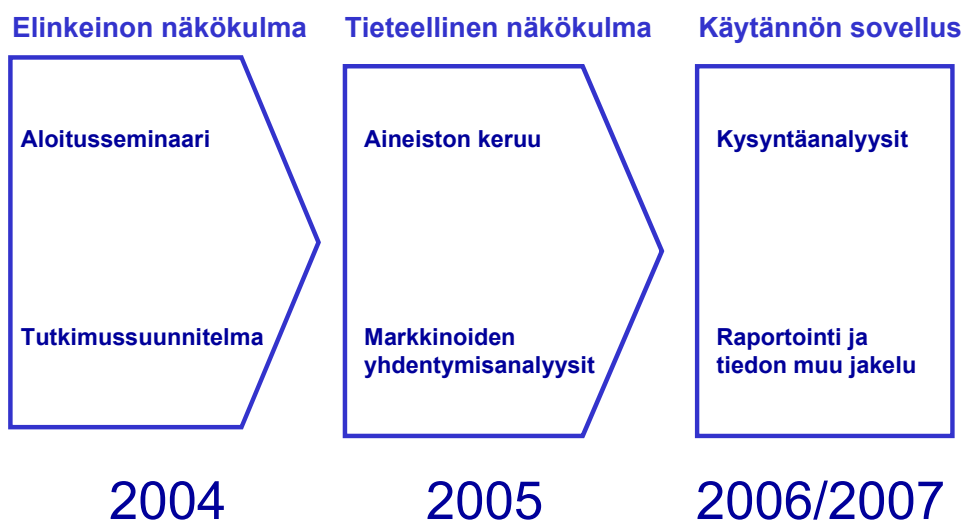 Elinkeinon näkökulma
Tieteellinen näkökulma
Käytännön sovellus
Aloitusseminaari
Aineiston keruu
Kysyntäanalyysit
Tutkimussuunnitelma
Markkinoiden
yhdentymisanalyysit
Raportointi ja
tiedon muu jakelu
2004
2005
2006/2007